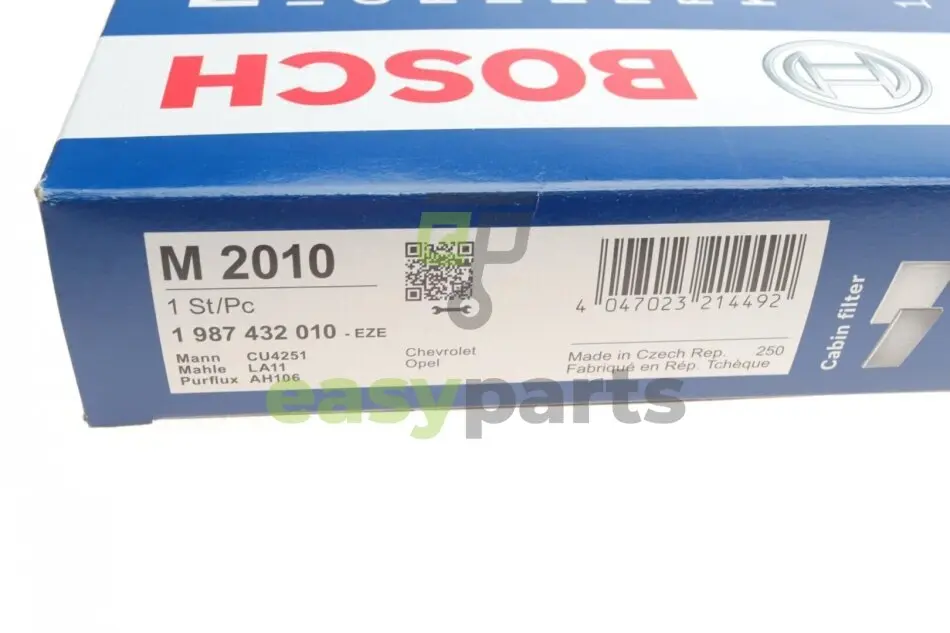 BOSCH
M 2010
1 St/Pc
1 987 432 010 - EZE
Mann CU4251
Mahle LA11
Purflux AH106
Chevrolet
Opel
4 047023 214492
Made in Czech Rep. 250
Fabriqué en Rép. Tchèque
Cabin filter
easyparts